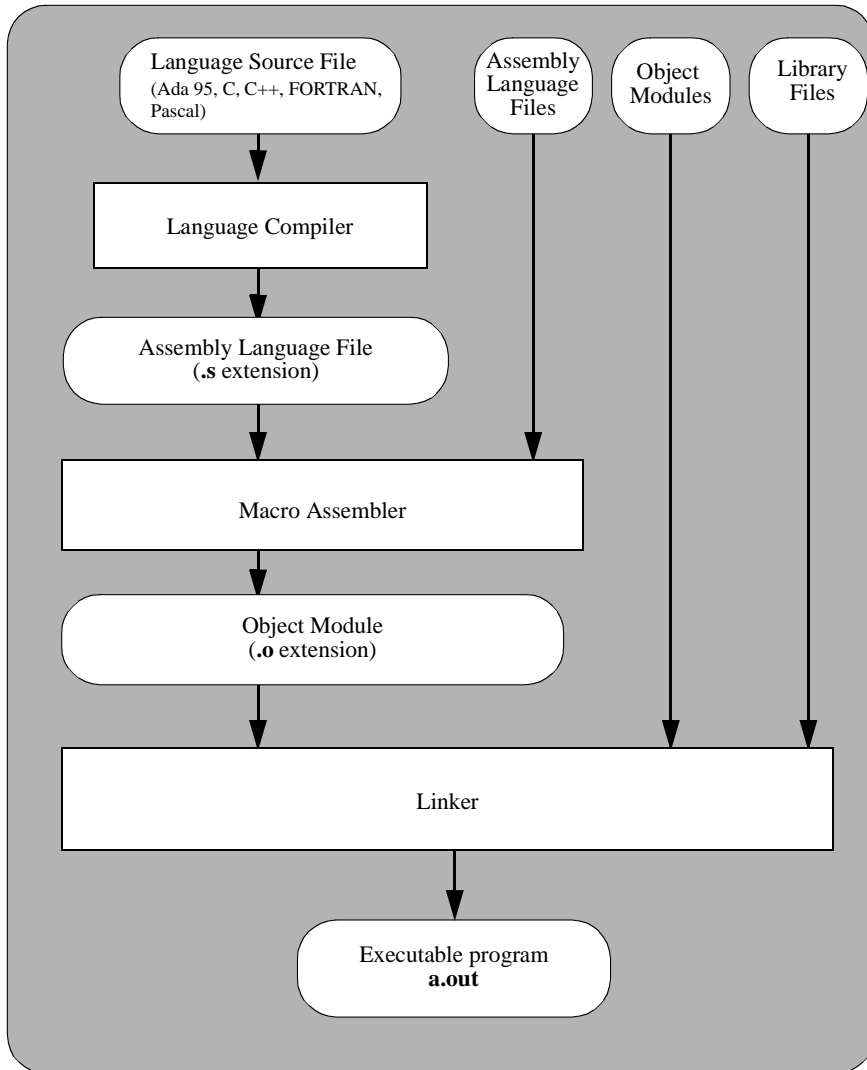 Language Source File
(Ada 95, C, C++, FORTRAN,
Pascal)
Assembly
Language
Files
Object
Modules
Library
Files
Language Compiler
Assembly Language File
(.s extension)
Macro Assembler
Object Module
(.o extension)
Linker
Executable program
a.out